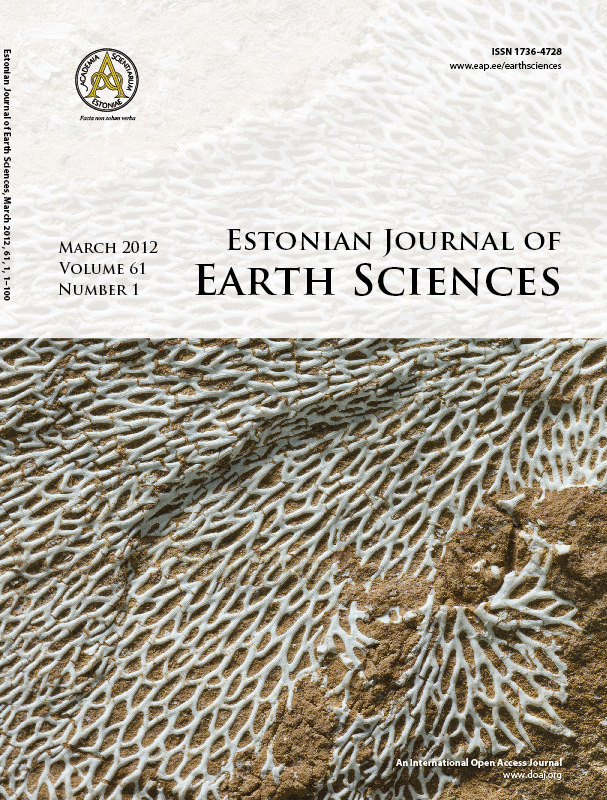 ISSN 1736-4728
www.eap.ee/earthsciences
ACADEMIA SCIENTIARUM ESTONIAE
Facta non solum verba
Estonian Journal of Earth Sciences, March 2012, 61, 1, 1–100
March 2012
Volume 61
Number 1
Estonian Journal of
Earth Sciences
An International Open Access Journal
www.doaj.org